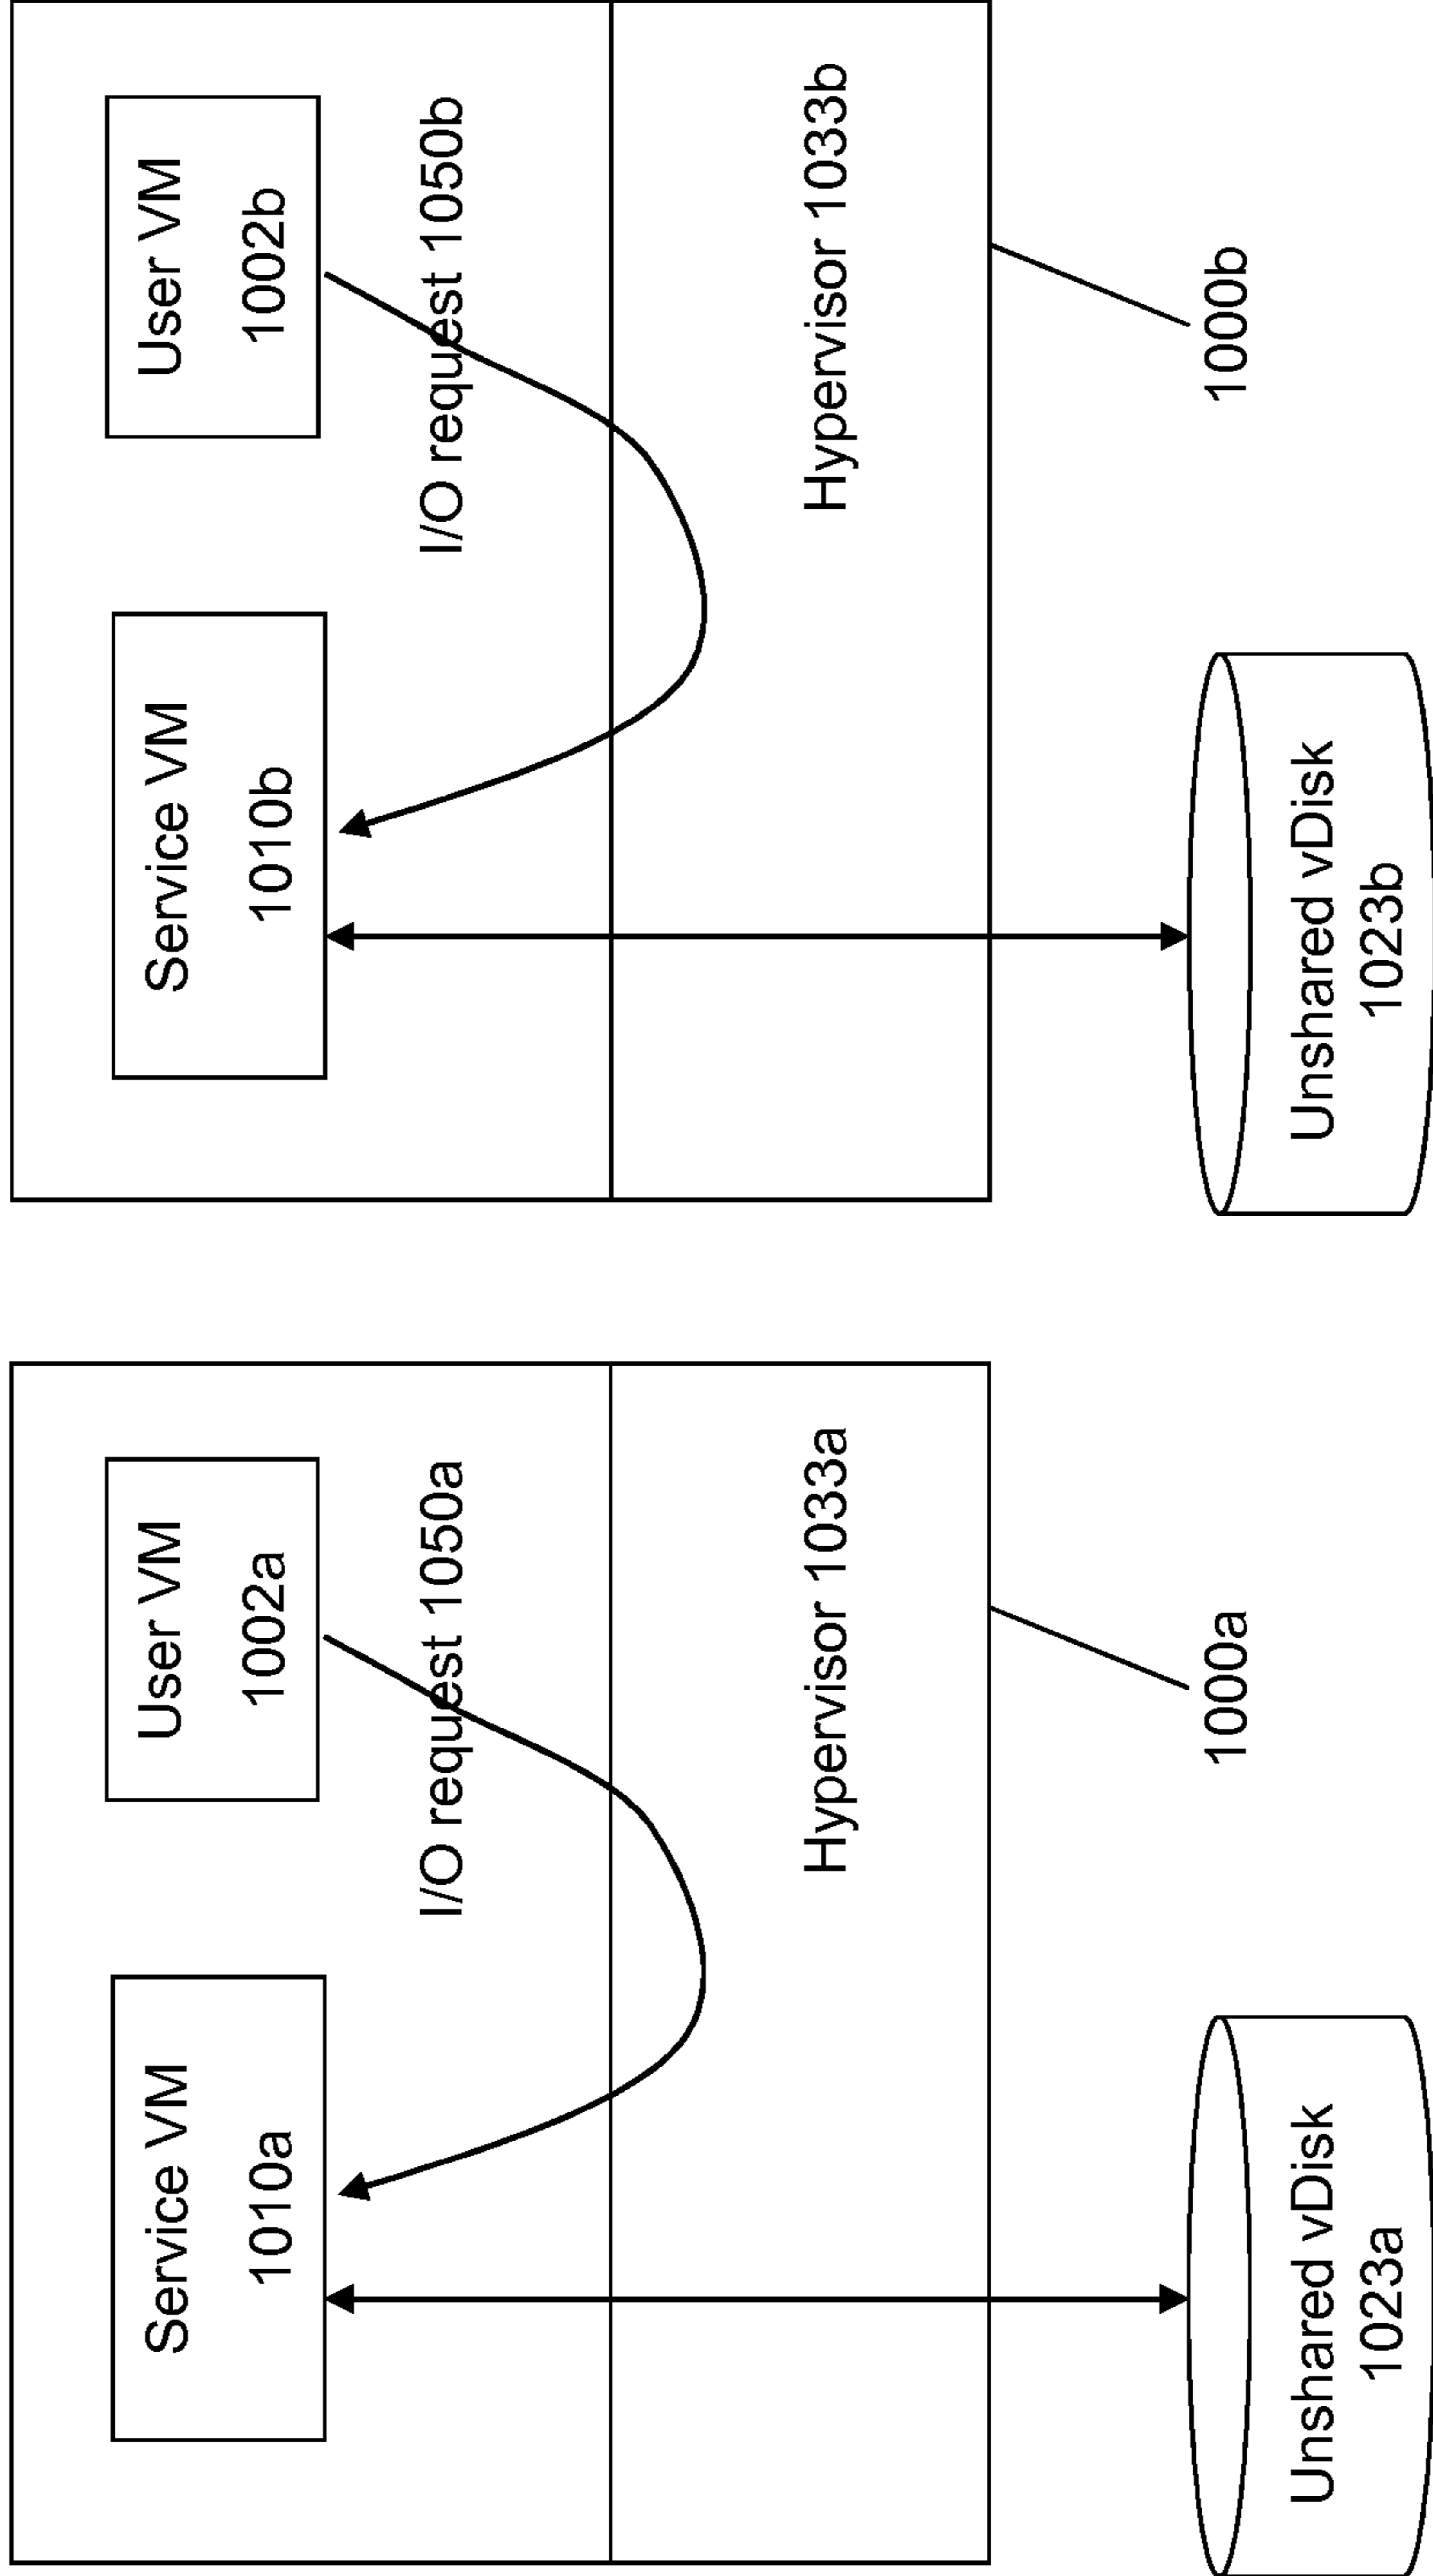 Service VM
1010a
User VM
1002a
I/O request 1050a
Hypervisor 1033a
1000a
Unshared vDisk
1023a
Service VM
1010b
User VM
1002b
I/O request 1050b
Hypervisor 1033b
1000b
Unshared vDisk
1023b